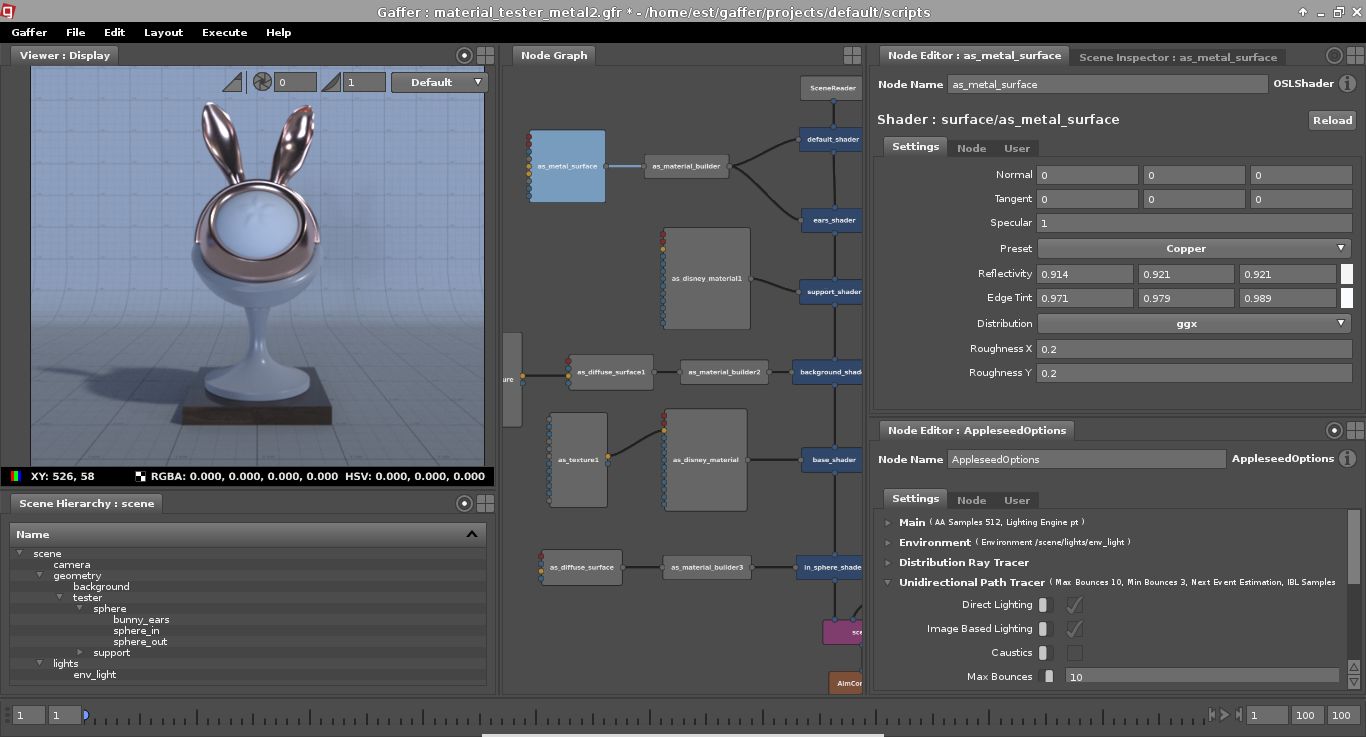 Gaffer : material_tester_metal2.gfr * - /home/est/gaffer/projects/default/scripts
Gaffer File Edit Layout Execute Help
Viewer : Display
0 1 Default
XY: 526, 58 RGBA: 0.000, 0.000, 0.000, 0.000 HSV: 0.000, 0.000, 0.000
Scene Hierarchy : scene
Name
scene
camera
geometry
background
tester
sphere
bunny_ears
sphere_in
sphere_out
support
lights
env_light
Node Graph
SceneReader
default_shader
as_metal_surface as_material_builder
ears_shader
as_disney_material1
support_shader
ure as_diffuse_surface1 as_material_builder2 background_shad
as_texture1 as_disney_material base_shader
as_diffuse_surface as_material_builder3 in_sphere_shade
sce
AimCor
Node Editor : as_metal_surface Scene Inspector : as_metal_surface
Node Name as_metal_surface OSLShader
Shader : surface/as_metal_surface Reload
Settings Node User
Normal 0 0 0
Tangent 0 0 0
Specular 1
Preset Copper
Reflectivity 0.914 0.921 0.921
Edge Tint 0.971 0.979 0.989
Distribution ggx
Roughness X 0.2
Roughness Y 0.2
Node Editor : AppleseedOptions
Node Name AppleseedOptions AppleseedOptions
Settings Node User
Main ( AA Samples 512, Lighting Engine pt )
Environment ( Environment /scene/lights/env_light )
Distribution Ray Tracer
Unidirectional Path Tracer ( Max Bounces 10, Min Bounces 3, Next Event Estimation, IBL Samples
Direct Lighting
Image Based Lighting
Caustics
Max Bounces 10
1 1 1 100 100